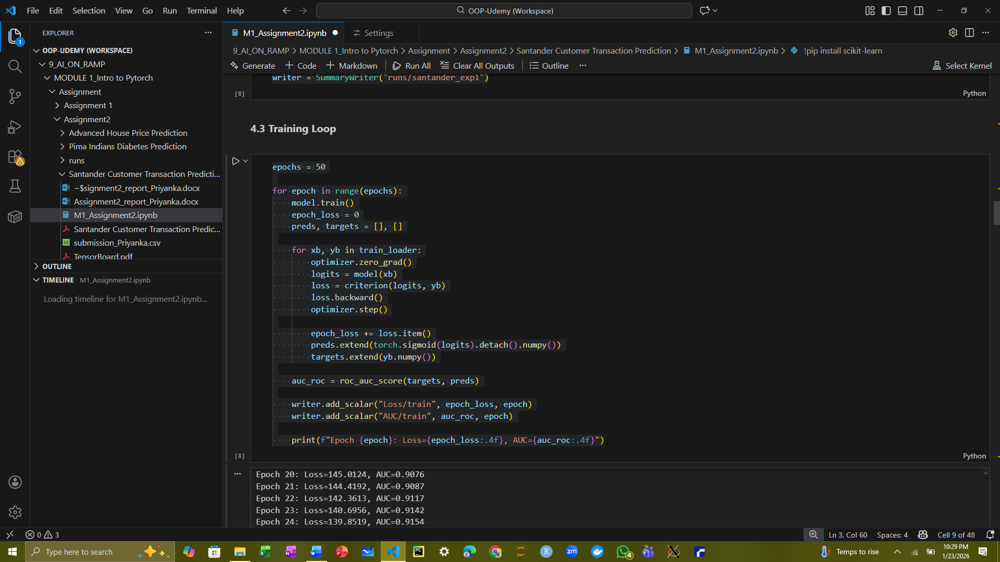 File Edit Selection View Go Run Terminal Help
OOP-Udemy (Workspace)
EXPLORER
OOP-UDEMY (WORKSPACE)
9_AI_ON_RAMP
MODULE 1_Intro to Pytorch
Assignment
Assignment 1
Assignment2
Advanced House Price Prediction
Pima Indians Diabetes Prediction
runs
Santander Customer Transaction Predicti...
~$signment2_report_Priyanka.docx
Assignment2_report_Priyanka.docx
M1_Assignment2.ipynb
Santander Customer Transaction Predic...
submission_Priyanka.csv
TensorBoard.pdf
OUTLINE
TIMELINE M1_Assignment2.ipynb
Loading timeline for M1_Assignment2.ipynb...
1
M1_Assignment2.ipynb
Settings
9_AI_ON_RAMP > MODULE 1_Intro to Pytorch > Assignment > Assignment2 > Santander Customer Transaction Prediction > M1_Assignment2.ipynb > !pip install scikit-learn
Generate + Code + Markdown Run All Clear All Outputs Outline ... Select Kernel
writer = SummaryWriter("runs/santander_exp1")
[8]
Python
4.3 Training Loop
epochs = 50
for epoch in range(epochs):
    model.train()
    epoch_loss = 0
    preds, targets = [], []
    for xb, yb in train_loader:
        optimizer.zero_grad()
        logits = model(xb)
        loss = criterion(logits, yb)
        loss.backward()
        optimizer.step()
        epoch_loss += loss.item()
        preds.extend(torch.sigmoid(logits).detach().numpy())
        targets.extend(yb.numpy())
    auc_roc = roc_auc_score(targets, preds)
    writer.add_scalar("Loss/train", epoch_loss, epoch)
    writer.add_scalar("AUC/train", auc_roc, epoch)
    print(f"Epoch {epoch}: Loss={epoch_loss:.4f}, AUC={auc_roc:.4f}")
[8]
Python
...
Epoch 20: Loss=145.0124, AUC=0.9076
Epoch 21: Loss=144.4192, AUC=0.9087
Epoch 22: Loss=142.3613, AUC=0.9117
Epoch 23: Loss=140.6956, AUC=0.9142
Epoch 24: Loss=139.8519, AUC=0.9154
0 3
Ln 3, Col 60 Spaces: 4 Cell 9 of 48
Type here to search
PC
R
zm
4
Temps to rise
10:29 PM
1/23/2026